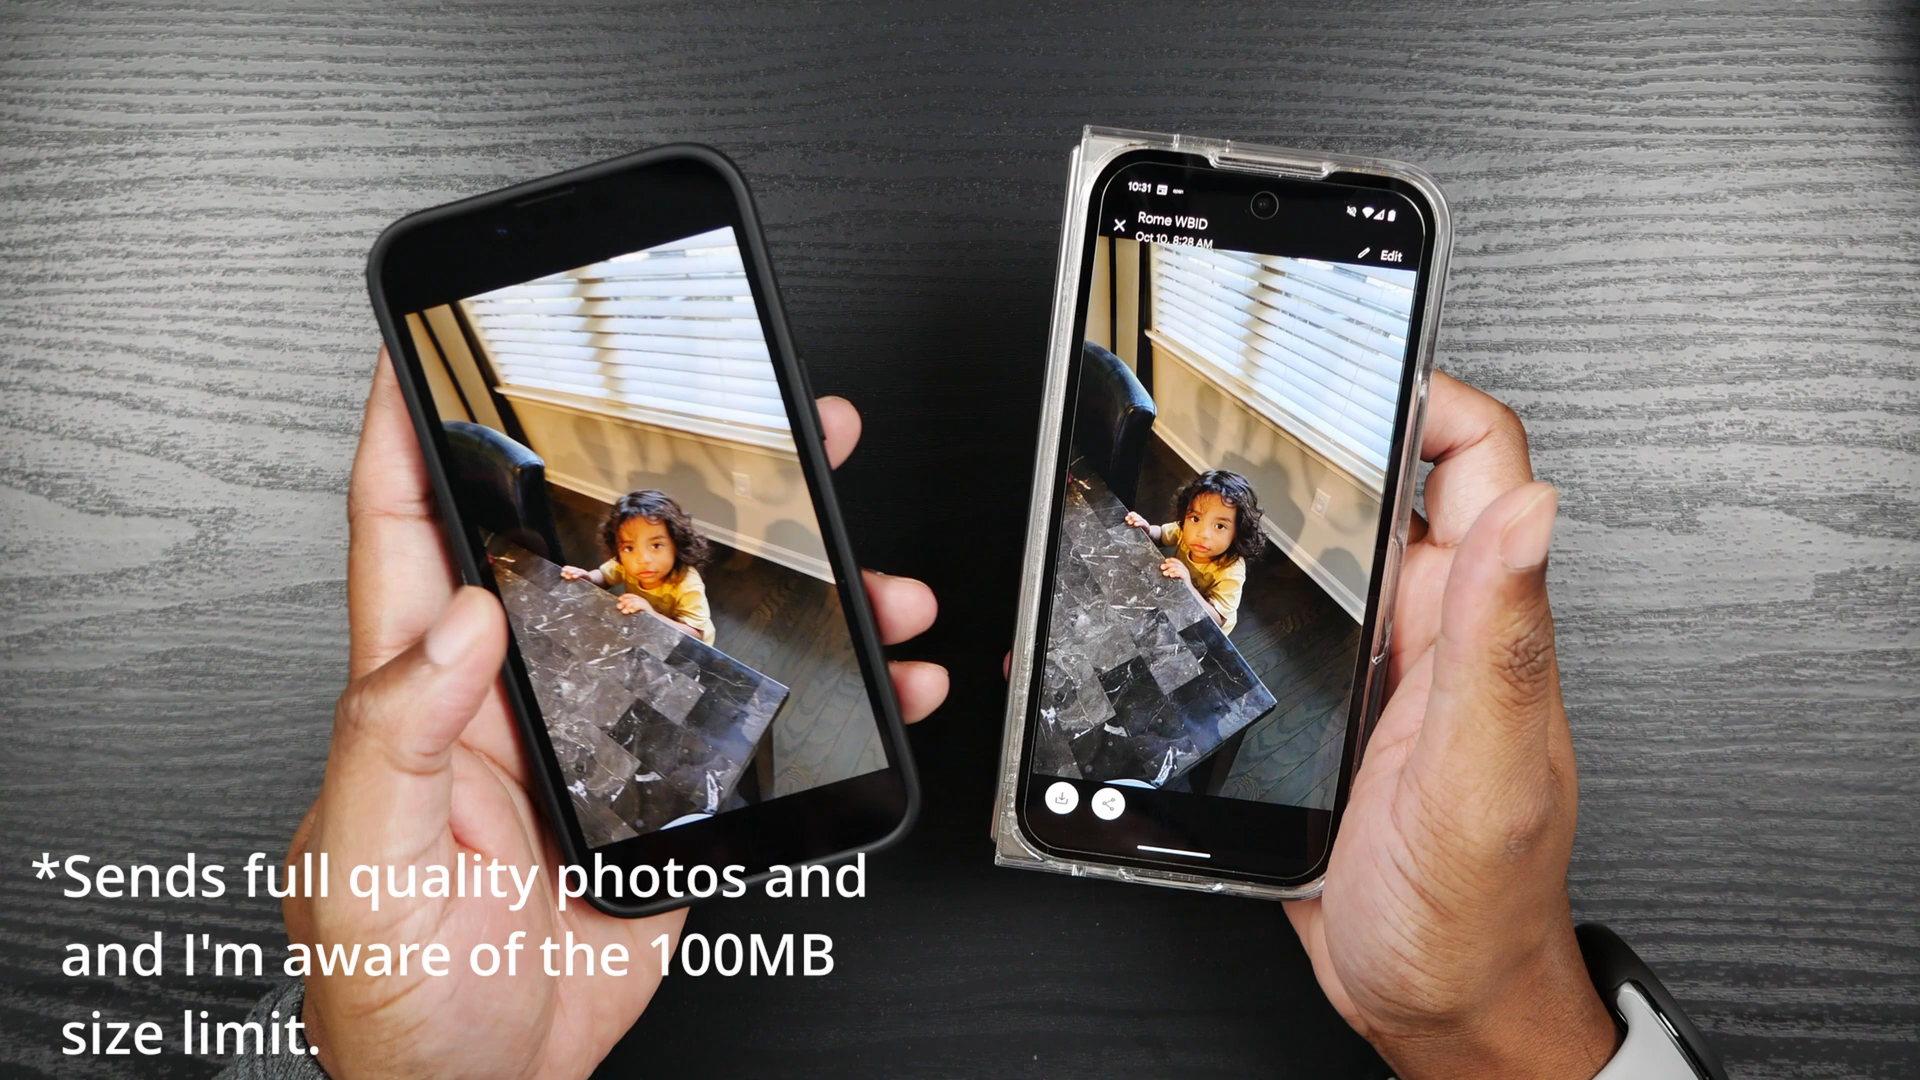 10:31
Rome WBID
Oct 10, 8:28 AM
Edit
*Sends full quality photos and
and I'm aware of the 100MB
size limit.